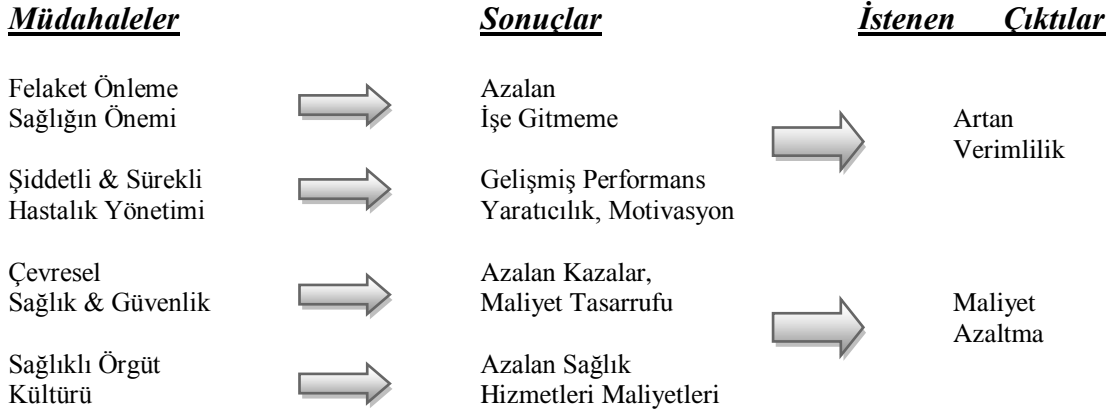 Müdahaleler Sonuçlar İstenen Çıktılar
Felaket Önleme Azalan
Sağlığın Önemi İşe Gitmeme Artan
Verimlilik
Şiddetli & Sürekli Gelişmiş Performans
Hastalık Yönetimi Yaratıcılık, Motivasyon
Çevresel Azalan Kazalar,
Sağlık & Güvenlik Maliyet Tasarrufu Maliyet
Azaltma
Sağlıklı Örgüt Azalan Sağlık
Kültürü Hizmetleri Maliyetleri